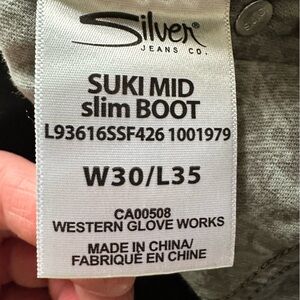 Silver
JEANS CO.
SUKI MID
slim BOOT
L93616SSF426 1001979
W30/L35
CA00508
WESTERN GLOVE WORKS
MADE IN CHINA/
FABRIQUÉ EN CHINE